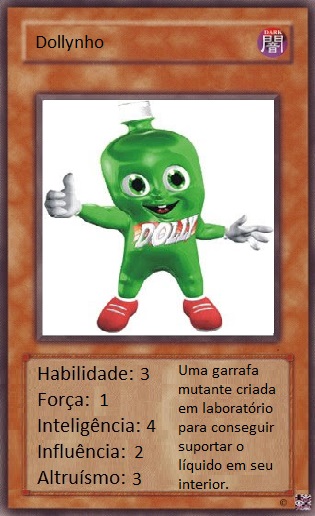 Dollynho
DARK
闇
DOLLY
Habilidade: 3
Força: 1
Inteligência: 4
Influência: 2
Altruísmo: 3
Uma garrafa
mutante criada
em laboratório
para conseguir
suportar o
líquido em seu
interior.
©